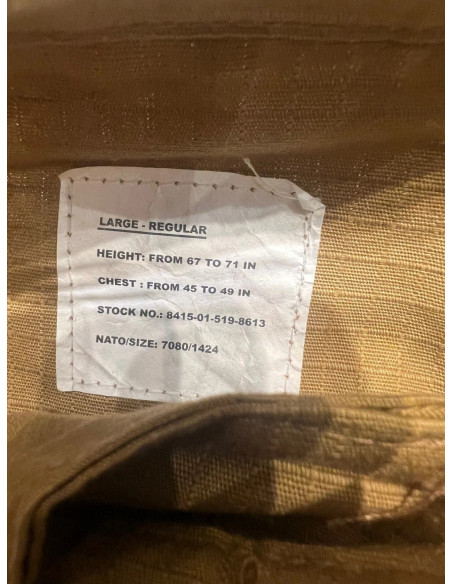 LARGE - REGULAR
HEIGHT: FROM 67 TO 71 IN
CHEST : FROM 45 TO 49 IN
STOCK NO.: 8415-01-519-8613
NATO/SIZE: 7080/1424